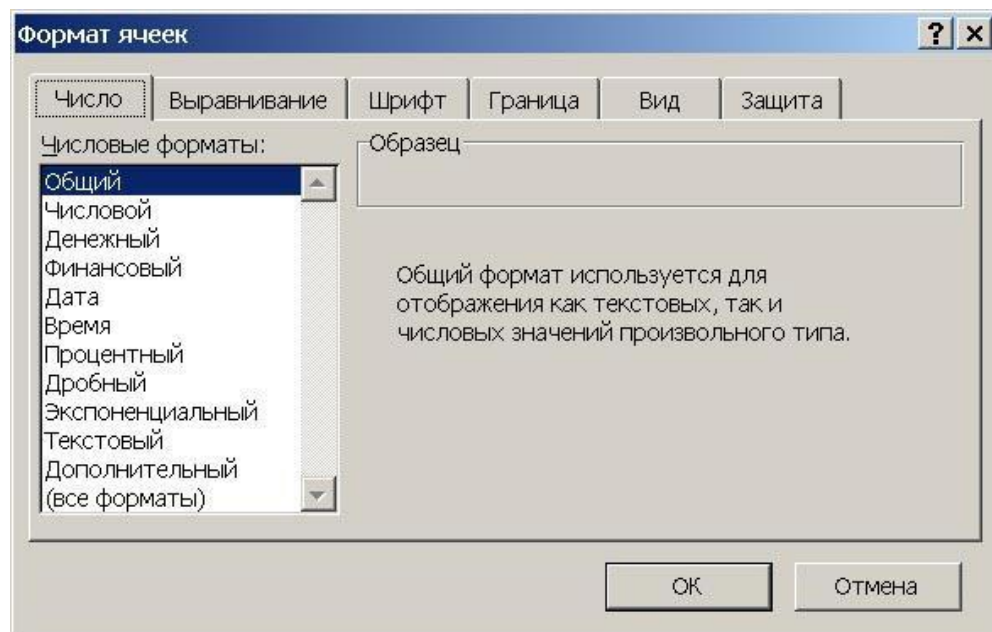 Формат ячеек
Число Выравнивание Шрифт Граница Вид Защита
Числовые форматы:
Общий
Числовой
Денежный
Финансовый
Дата
Время
Процентный
Дробный
Экспоненциальный
Текстовый
Дополнительный
(все форматы)
Образец
Общий формат используется для
отображения как текстовых, так и
числовых значений произвольного типа.
ОК Отмена